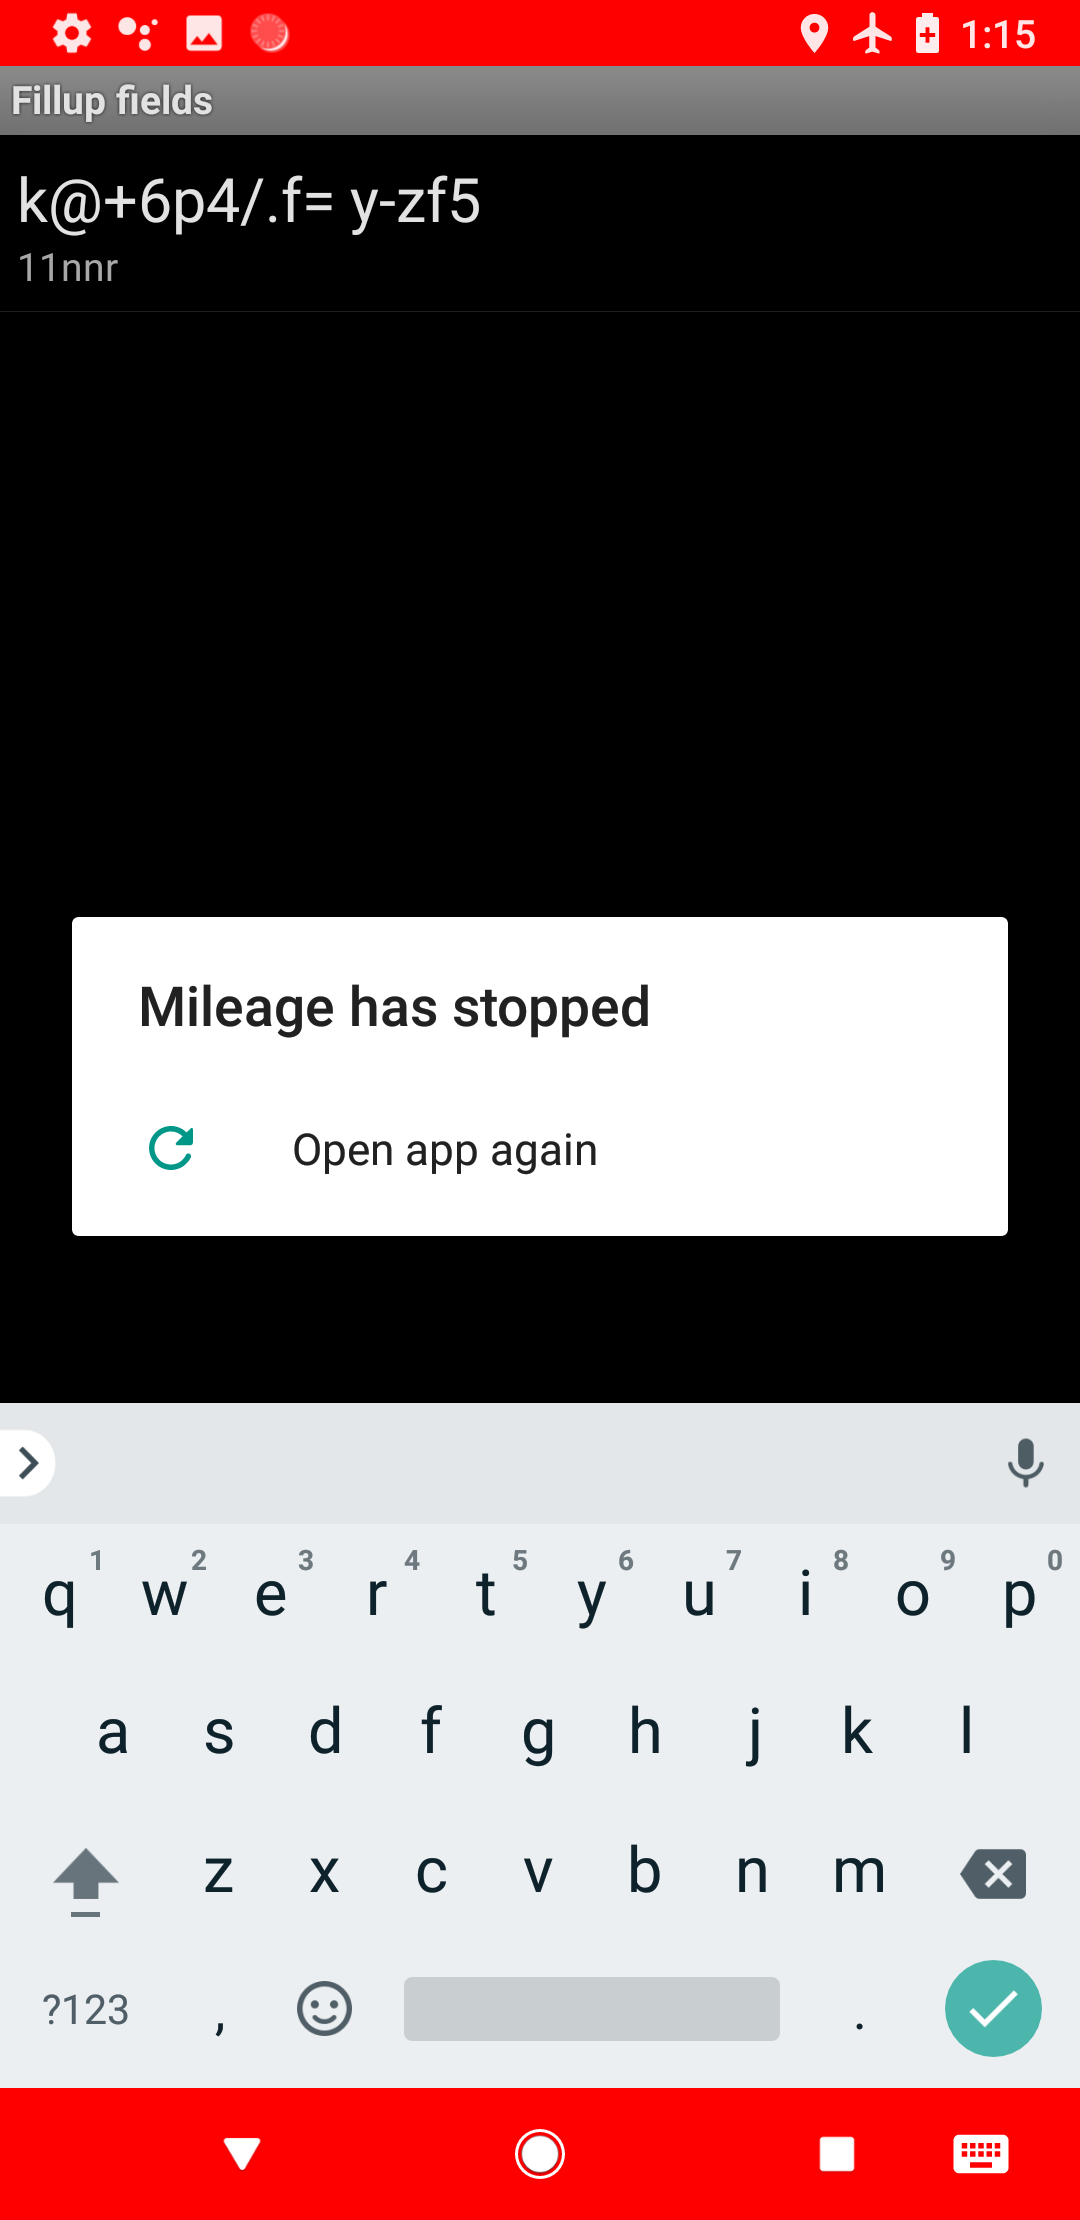 1:15
Fillup fields
k@+6p4/.f= y-zf5
11nnr
Mileage has stopped
Open app again
1 2 3 4 5 6 7 8 9 0
q w e r t y u i o p
a s d f g h j k l
z x c v b n m
?123 , .